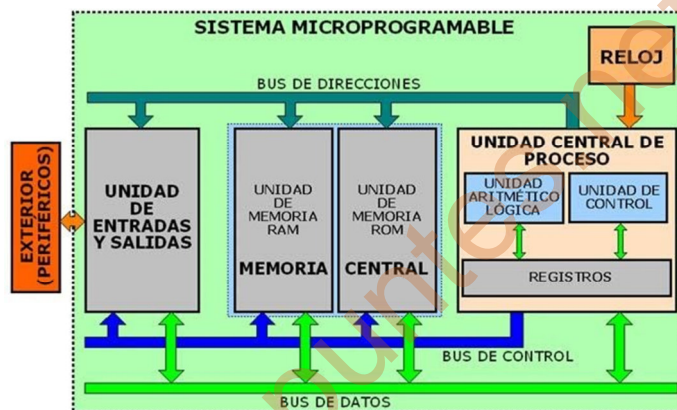 SISTEMA MICROPROGRAMABLE
RELOJ
BUS DE DIRECCIONES
EXTERIOR
(PERIFÉRICOS)
UNIDAD
DE
ENTRADAS
Y SALIDAS
UNIDAD
DE
MEMORIA
RAM
MEMORIA
UNIDAD
DE
MEMORIA
ROM
CENTRAL
UNIDAD CENTRAL DE
PROCESO
UNIDAD
ARITMÉTICO
LÓGICA
UNIDAD DE
CONTROL
REGISTROS
BUS DE CONTROL
BUS DE DATOS